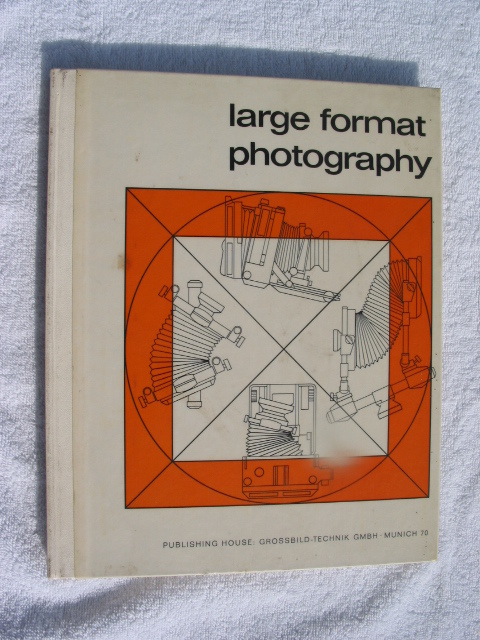 large format
photography
PUBLISHING HOUSE: GROSSBILD-TECHNIK GMBH · MUNICH 70